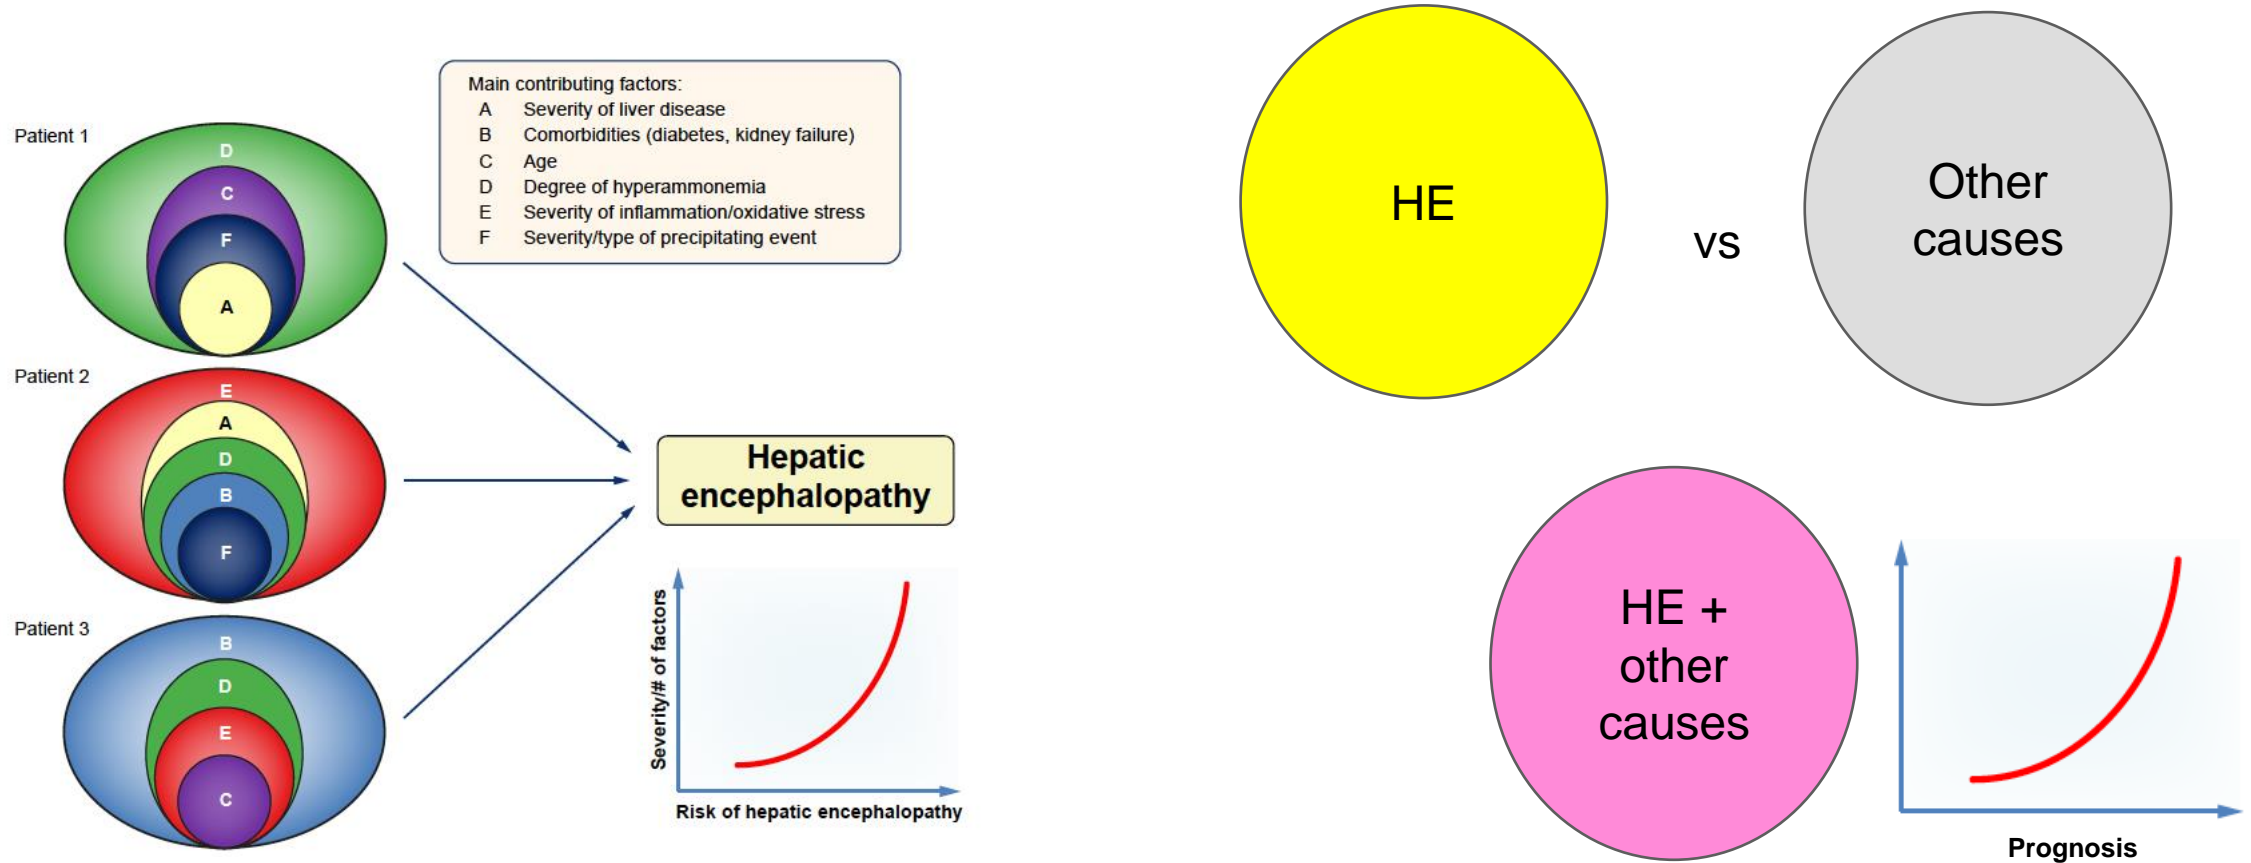 Main contributing factors:
A Severity of liver disease
B Comorbidities (diabetes, kidney failure)
C Age
D Degree of hyperammonemia
E Severity of inflammation/oxidative stress
F Severity/type of precipitating event
Patient 1
D
C
F
A
Patient 2
E
A
D
B
F
Patient 3
B
D
E
C
Hepatic
encephalopathy
Severity/# of factors
Risk of hepatic encephalopathy
HE
vs
Other
causes
HE +
other
causes
Prognosis